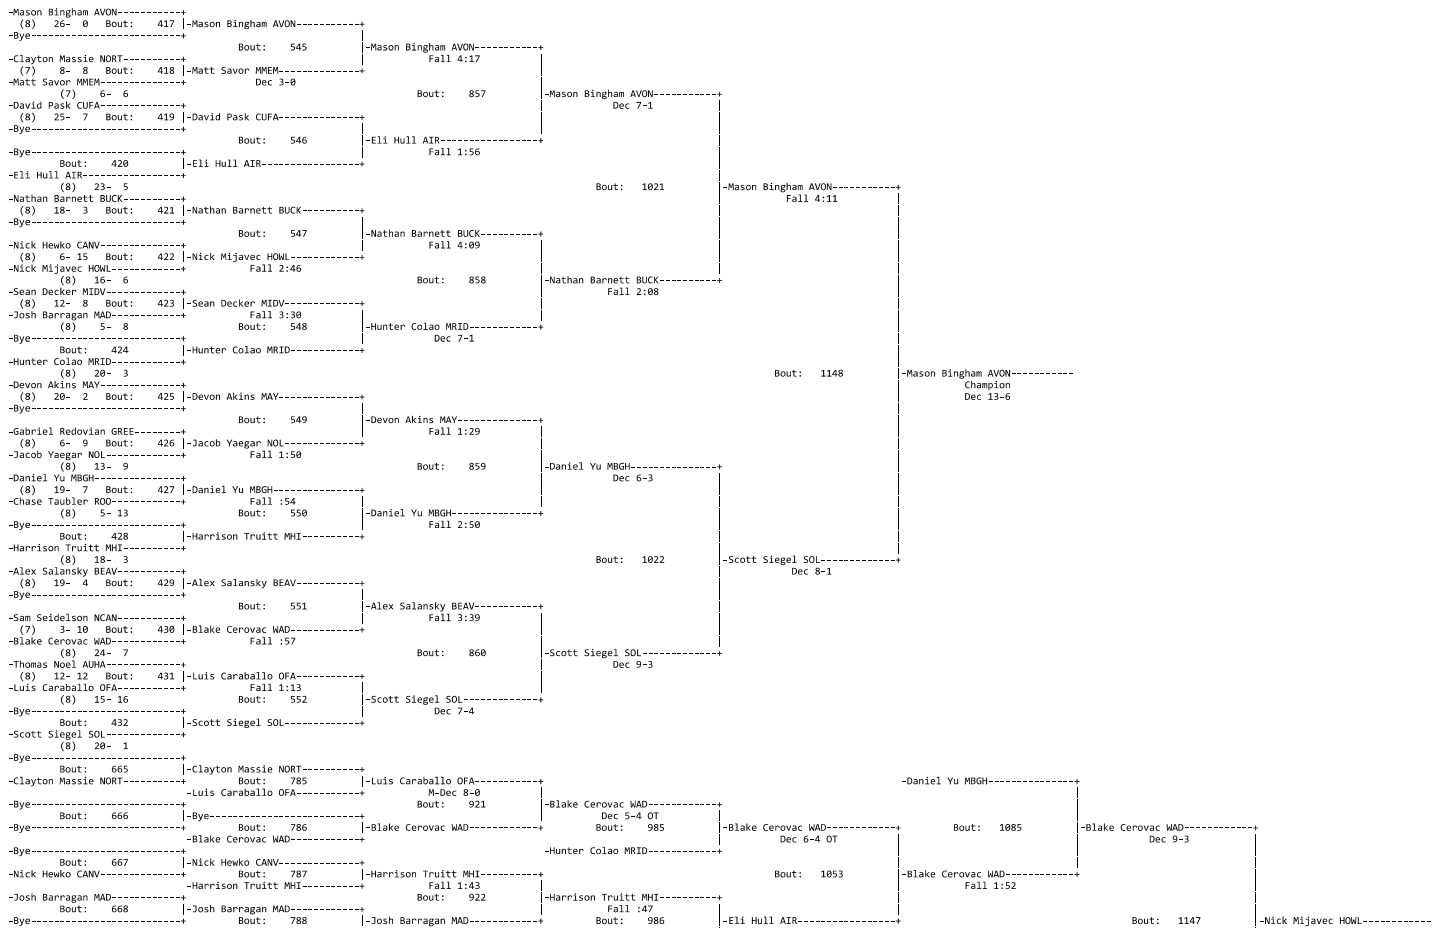 -Mason Bingham AVON------------+
(8) 26- 0 Bout: 417 |-Mason Bingham AVON-----------+
-Bye---------------------------+ |
Bout: 545 |-Mason Bingham AVON-----------+
-Clayton Massie NORT-----------+ | Fall 4:17 |
(7) 8- 8 Bout: 418 |-Matt Savor MMEM--------------+ |
-Matt Savor MMEM---------------+ Dec 3-0 |
(7) 6- 6 Bout: 857 |-Mason Bingham AVON-----------+
-David Pask CUFA---------------+ | Dec 7-1 |
(8) 25- 7 Bout: 419 |-David Pask CUFA--------------+ | |
-Bye---------------------------+ | | |
Bout: 546 |-Eli Hull AIR-----------------+ |
-Bye---------------------------+ | Fall 1:56 |
Bout: 420 |-Eli Hull AIR-----------------+ |
-Eli Hull AIR------------------+ |
(8) 23- 5 Bout: 1021 |-Mason Bingham AVON-----------+
-Nathan Barnett BUCK-----------+ | Fall 4:11 |
(8) 18- 3 Bout: 421 |-Nathan Barnett BUCK----------+ | |
-Bye---------------------------+ | | |
Bout: 547 |-Nathan Barnett BUCK----------+ | |
-Nick Hewko CANV---------------+ | Fall 4:09 | | |
(8) 6- 15 Bout: 422 |-Nick Mijavec HOWL------------+ | | |
-Nick Mijavec HOWL-------------+ Fall 2:46 | | |
(8) 16- 6 Bout: 858 |-Nathan Barnett BUCK----------+ |
-Sean Decker MIDV--------------+ | Fall 2:08 |
(8) 12- 8 Bout: 423 |-Sean Decker MIDV-------------+ | |
-Josh Barragan MAD-------------+ Fall 3:30 | | |
(8) 5- 8 Bout: 548 |-Hunter Colao MRID------------+ |
-Bye---------------------------+ | Dec 7-1 |
Bout: 424 |-Hunter Colao MRID------------+ |
-Hunter Colao MRID-------------+ |
(8) 20- 3 Bout: 1148 |-Mason Bingham AVON-----------
-Devon Akins MAY---------------+ | Champion
(8) 20- 2 Bout: 425 |-Devon Akins MAY--------------+ | Dec 13-6
-Bye---------------------------+ | |
Bout: 549 |-Devon Akins MAY--------------+ |
-Gabriel Redovian GREE---------+ | Fall 1:29 | |
(8) 6- 9 Bout: 426 |-Jacob Yaegar NOL-------------+ | |
-Jacob Yaegar NOL--------------+ Fall 1:50 | |
(8) 13- 9 Bout: 859 |-Daniel Yu MBGH---------------+ |
-Daniel Yu MBGH----------------+ | Dec 6-3 | |
(8) 19- 7 Bout: 427 |-Daniel Yu MBGH---------------+ | | |
-Chase Taubler ROO-------------+ Fall :54 | | | |
(8) 5- 13 Bout: 550 |-Daniel Yu MBGH---------------+ | |
-Bye---------------------------+ | Fall 2:50 | |
Bout: 428 |-Harrison Truitt MHI----------+ | |
-Harrison Truitt MHI-----------+ | |
(8) 18- 3 Bout: 1022 |-Scott Siegel SOL-------------+
-Alex Salansky BEAV------------+ | Dec 8-1
(8) 19- 4 Bout: 429 |-Alex Salansky BEAV-----------+ |
-Bye---------------------------+ | |
Bout: 551 |-Alex Salansky BEAV-----------+ |
-Sam Seidelson NCAN------------+ | Fall 3:39 | |
(7) 3- 10 Bout: 430 |-Blake Cerovac WAD------------+ | |
-Blake Cerovac WAD-------------+ Fall :57 | |
(8) 24- 7 Bout: 860 |-Scott Siegel SOL-------------+
-Thomas Noel AUHA--------------+ | Dec 9-3
(8) 12- 12 Bout: 431 |-Luis Caraballo OFA-----------+ |
-Luis Caraballo OFA------------+ Fall 1:13 | |
(8) 15- 16 Bout: 552 |-Scott Siegel SOL-------------+
-Bye---------------------------+ | Dec 7-4
Bout: 432 |-Scott Siegel SOL-------------+
-Scott Siegel SOL--------------+
(8) 20- 1
-Bye---------------------------+
Bout: 665 |-Clayton Massie NORT----------+
-Clayton Massie NORT-----------+ Bout: 785 |-Luis Caraballo OFA-----------+ -Daniel Yu MBGH---------------+
-Luis Caraballo OFA-----------+ M-Dec 8-0 |
-Bye---------------------------+ Bout: 921 |-Blake Cerovac WAD------------+ |
Bout: 666 |-Bye--------------------------+ Dec 5-4 OT |
-Bye---------------------------+ Bout: 786 |-Blake Cerovac WAD------------+ Bout: 985 |-Blake Cerovac WAD------------+ Bout: 1085 |-Blake Cerovac WAD------------+
-Blake Cerovac WAD------------+ Dec 6-4 OT | | Dec 9-3 |
-Bye---------------------------+ -Hunter Colao MRID------------+ | | |
Bout: 667 |-Nick Hewko CANV--------------+ | | |
-Nick Hewko CANV---------------+ Bout: 787 |-Harrison Truitt MHI----------+ Bout: 1053 |-Blake Cerovac WAD------------+ |
-Harrison Truitt MHI----------+ Fall 1:43 | | Fall 1:52 |
-Josh Barragan MAD-------------+ Bout: 922 |-Harrison Truitt MHI----------+ | |
Bout: 668 |-Josh Barragan MAD------------+ | Fall :47 | |
-Bye---------------------------+ Bout: 788 |-Josh Barragan MAD------------+ Bout: 986 |-Eli Hull AIR-----------------+ Bout: 1147 |-Nick Mijavec HOWL------------